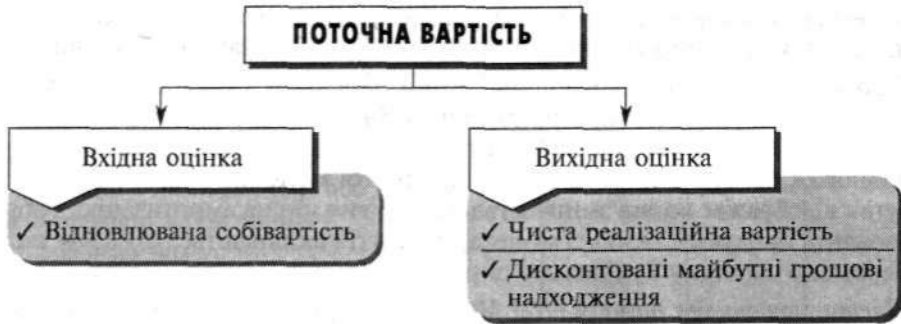 ПОТОЧНА ВАРТІСТЬ
Вхідна оцінка
✓ Відновлювана собівартість
Вихідна оцінка
✓ Чиста реалізаційна вартість
✓ Дисконтовані майбутні грошові
надходження